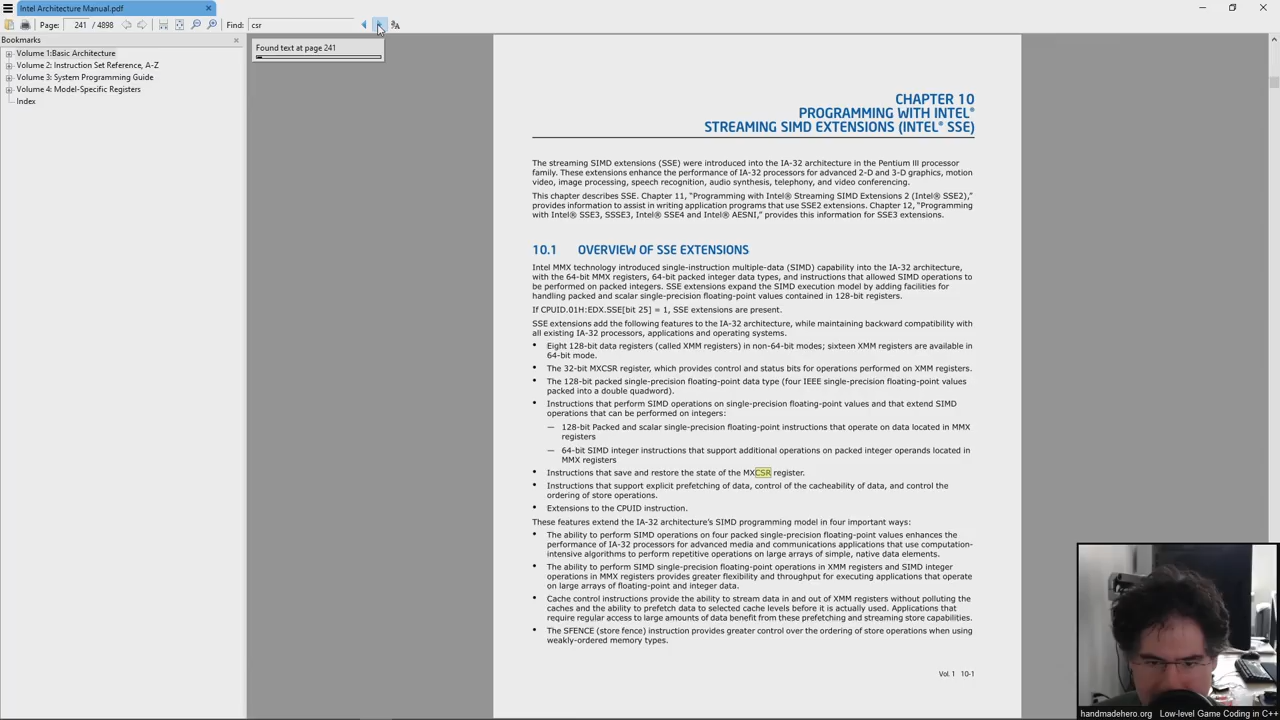 Intel Architecture Manual.pdf
Page: 241 / 4898 Find: csr
Bookmarks
Volume 1:Basic Architecture
Volume 2: Instruction Set Reference, A-Z
Volume 3: System Programming Guide
Volume 4: Model-Specific Registers
Index
Found text at page 241
CHAPTER 10
PROGRAMMING WITH INTEL®
STREAMING SIMD EXTENSIONS (INTEL® SSE)
The streaming SIMD extensions (SSE) were introduced into the IA-32 architecture in the Pentium III processor
family. These extensions enhance the performance of IA-32 processors for advanced 2-D and 3-D graphics, motion
video, image processing, speech recognition, audio synthesis, telephony, and video conferencing.
This chapter describes SSE. Chapter 11, “Programming with Intel® Streaming SIMD Extensions 2 (Intel® SSE2),”
provides information to assist in writing application programs that use SSE2 extensions. Chapter 12, “Programming
with Intel® SSE3, SSSE3, Intel® SSE4 and Intel® AESNI,” provides this information for SSE3 extensions.
10.1 OVERVIEW OF SSE EXTENSIONS
Intel MMX technology introduced single-instruction multiple-data (SIMD) capability into the IA-32 architecture,
with the 64-bit MMX registers, 64-bit packed integer data types, and instructions that allowed SIMD operations to
be performed on packed integers. SSE extensions expand the SIMD execution model by adding facilities for
handling packed and scalar single-precision floating-point values contained in 128-bit registers.
If CPUID.01H:EDX.SSE[bit 25] = 1, SSE extensions are present.
SSE extensions add the following features to the IA-32 architecture, while maintaining backward compatibility with
all existing IA-32 processors, applications and operating systems.
• Eight 128-bit data registers (called XMM registers) in non-64-bit modes; sixteen XMM registers are available in
64-bit mode.
• The 32-bit MXCSR register, which provides control and status bits for operations performed on XMM registers.
• The 128-bit packed single-precision floating-point data type (four IEEE single-precision floating-point values
packed into a double quadword).
• Instructions that perform SIMD operations on single-precision floating-point values and that extend SIMD
operations that can be performed on integers:
— 128-bit Packed and scalar single-precision floating-point instructions that operate on data located in MMX
registers
— 64-bit SIMD integer instructions that support additional operations on packed integer operands located in
MMX registers
• Instructions that save and restore the state of the MXCSR register.
• Instructions that support explicit prefetching of data, control of the cacheability of data, and control the
ordering of store operations.
• Extensions to the CPUID instruction.
These features extend the IA-32 architecture’s SIMD programming model in four important ways:
• The ability to perform SIMD operations on four packed single-precision floating-point values enhances the
performance of IA-32 processors for advanced media and communications applications that use computation-
intensive algorithms to perform repetitive operations on large arrays of simple, native data elements.
• The ability to perform SIMD single-precision floating-point operations in XMM registers and SIMD integer
operations in MMX registers provides greater flexibility and throughput for executing applications that operate
on large arrays of floating-point and integer data.
• Cache control instructions provide the ability to stream data in and out of XMM registers without polluting the
caches and the ability to prefetch data to selected cache levels before it is actually used. Applications that
require regular access to large amounts of data benefit from these prefetching and streaming store capabilities.
• The SFENCE (store fence) instruction provides greater control over the ordering of store operations when using
weakly-ordered memory types.
Vol. 1 10-1
handmadehero.org Low-level Game Coding in C++